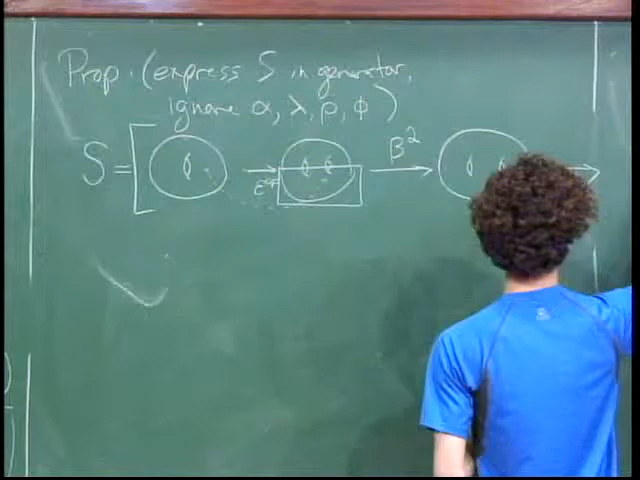 Prop. (express S in generator,
ignore α, λ, ρ, ϕ)
S = [ → → β²